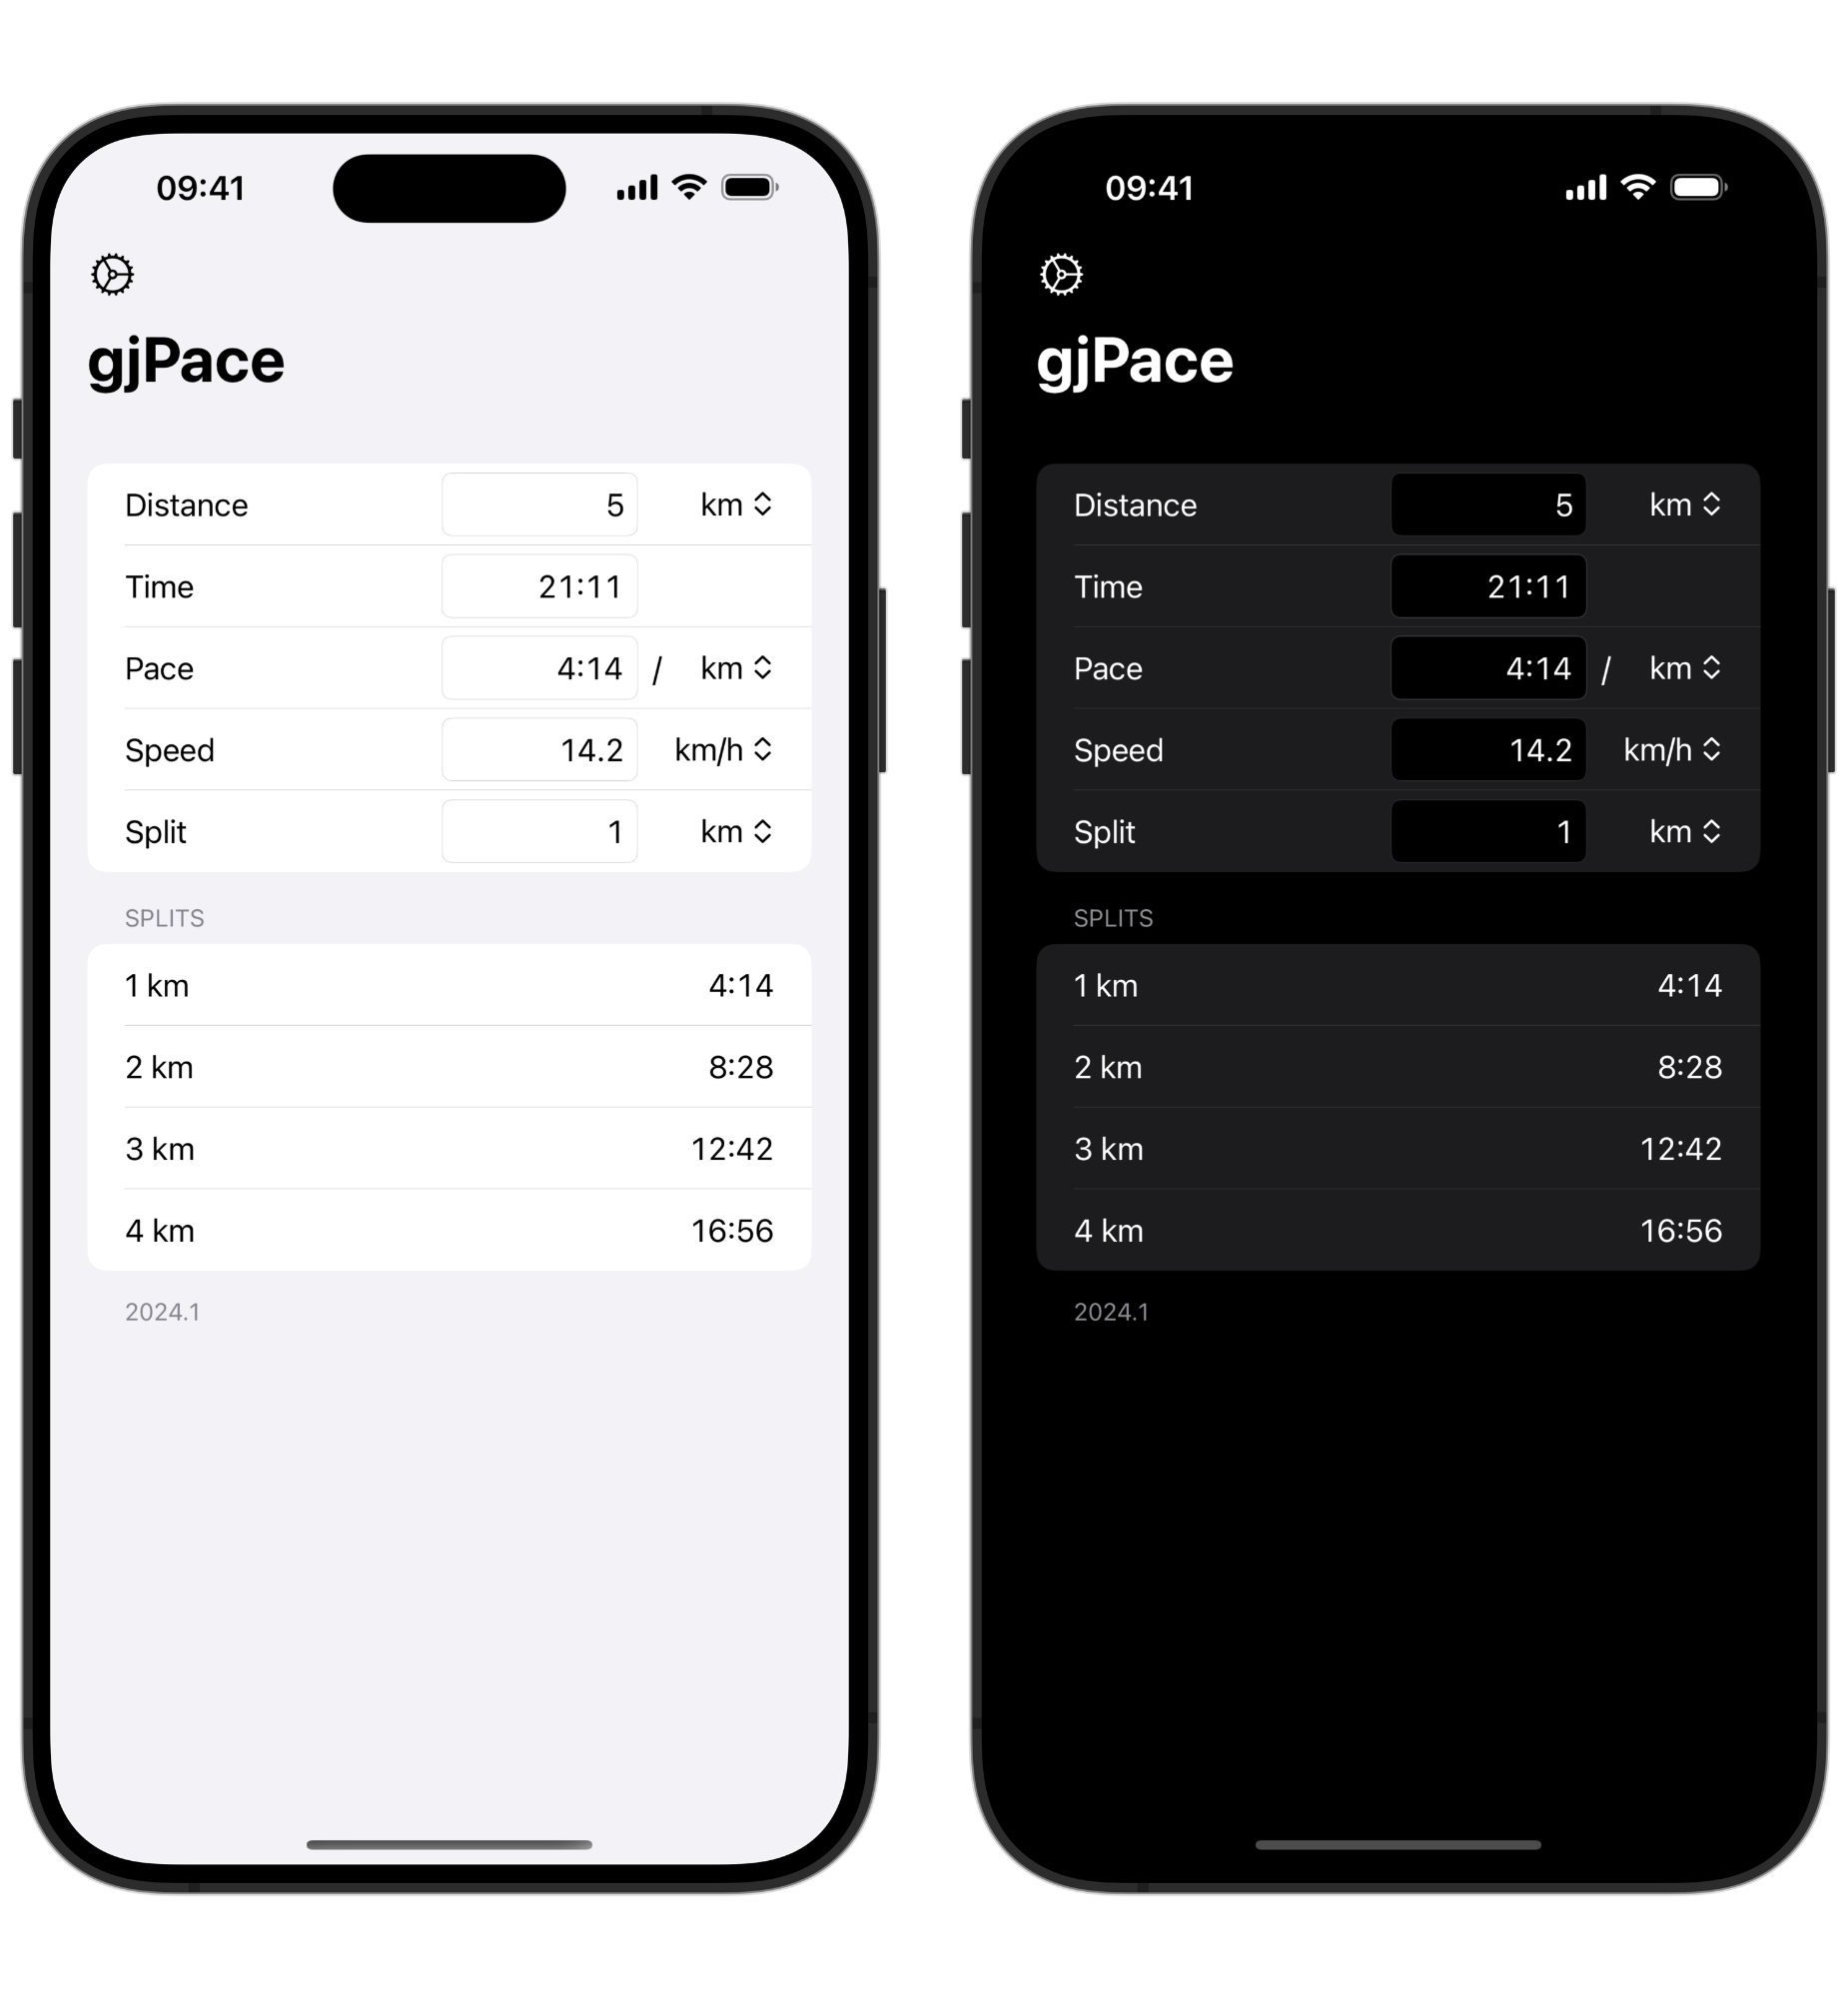 09:41
gjPace
Distance 5 km
Time 21:11
Pace 4:14 / km
Speed 14.2 km/h
Split 1 km
SPLITS
1 km 4:14
2 km 8:28
3 km 12:42
4 km 16:56
2024.1
09:41
gjPace
Distance 5 km
Time 21:11
Pace 4:14 / km
Speed 14.2 km/h
Split 1 km
SPLITS
1 km 4:14
2 km 8:28
3 km 12:42
4 km 16:56
2024.1